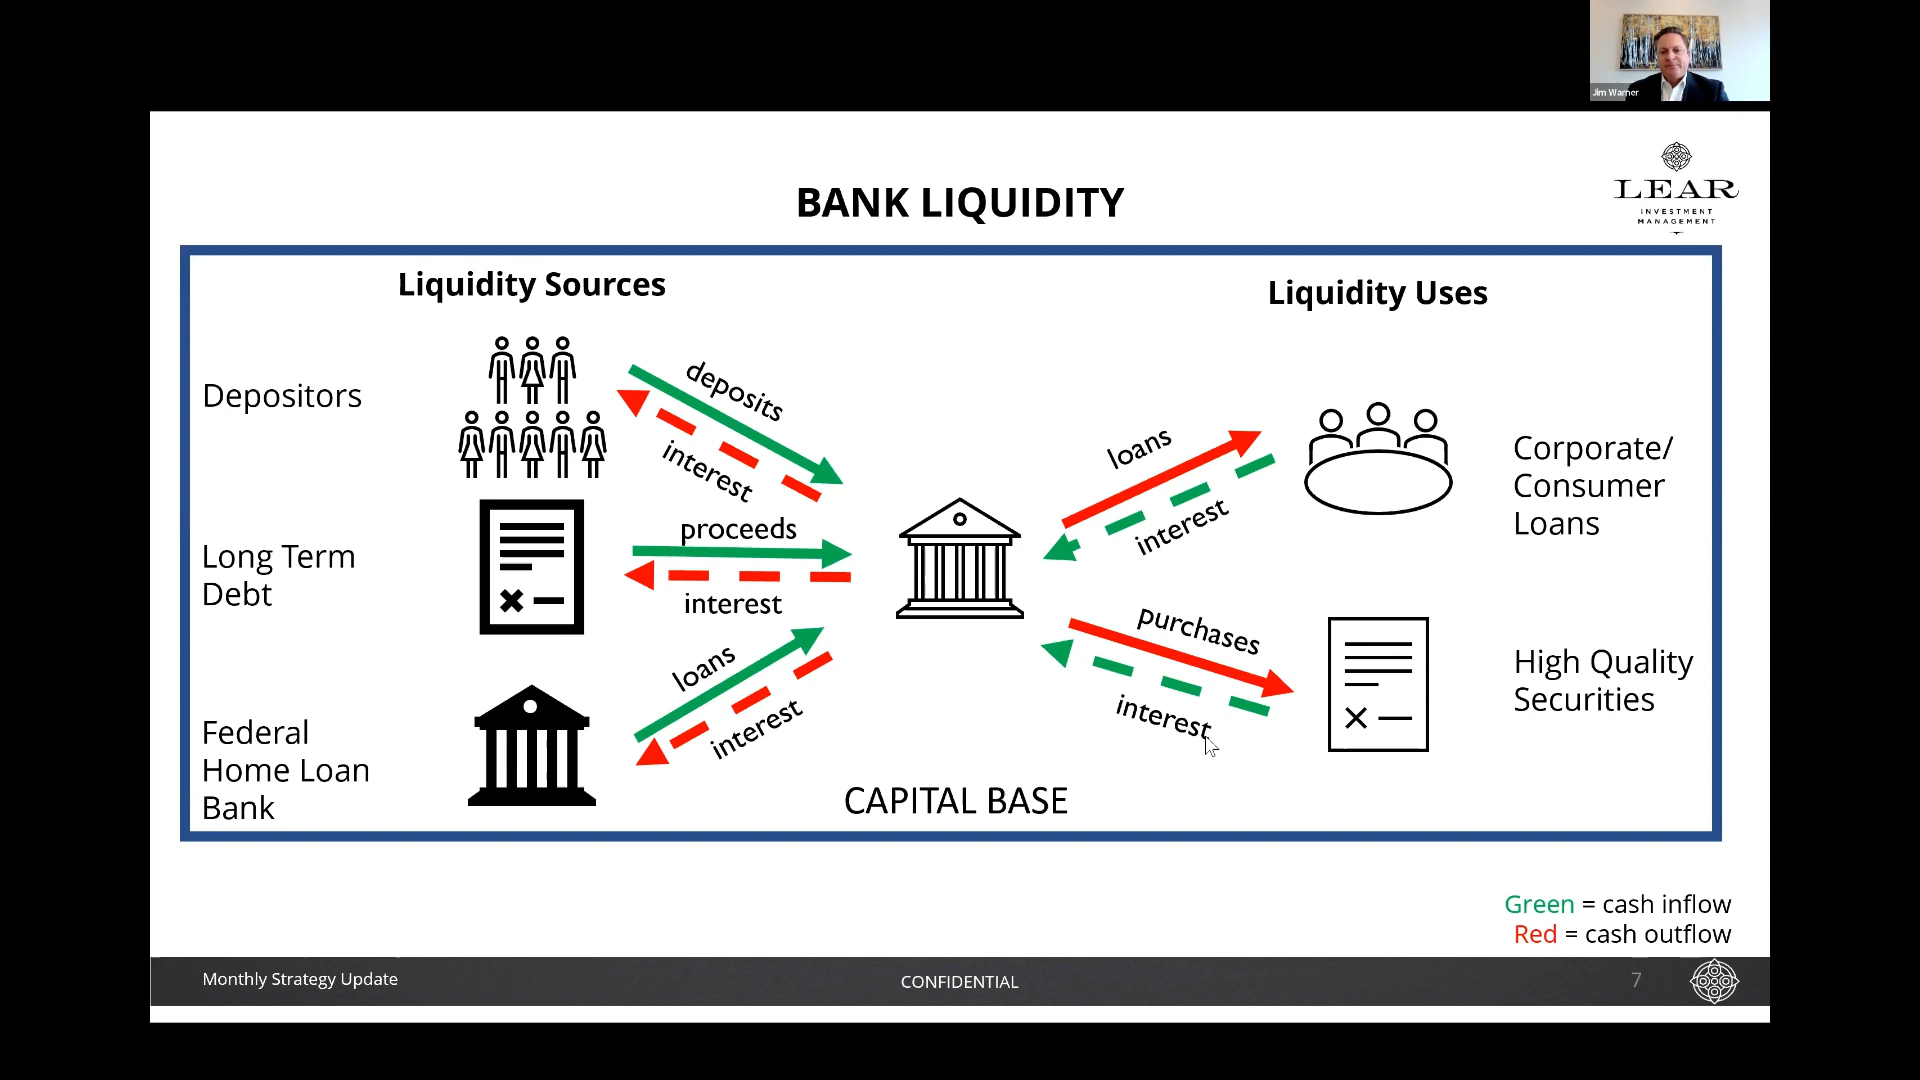 Jim Warner
LEAR
INVESTMENT
MANAGEMENT
BANK LIQUIDITY
Liquidity Sources
Liquidity Uses
Depositors
deposits
interest
Long Term
Debt
proceeds
interest
Federal
Home Loan
Bank
loans
interest
loans
interest
Corporate/
Consumer
Loans
purchases
interest
High Quality
Securities
CAPITAL BASE
Green = cash inflow
Red = cash outflow
Monthly Strategy Update
CONFIDENTIAL
7